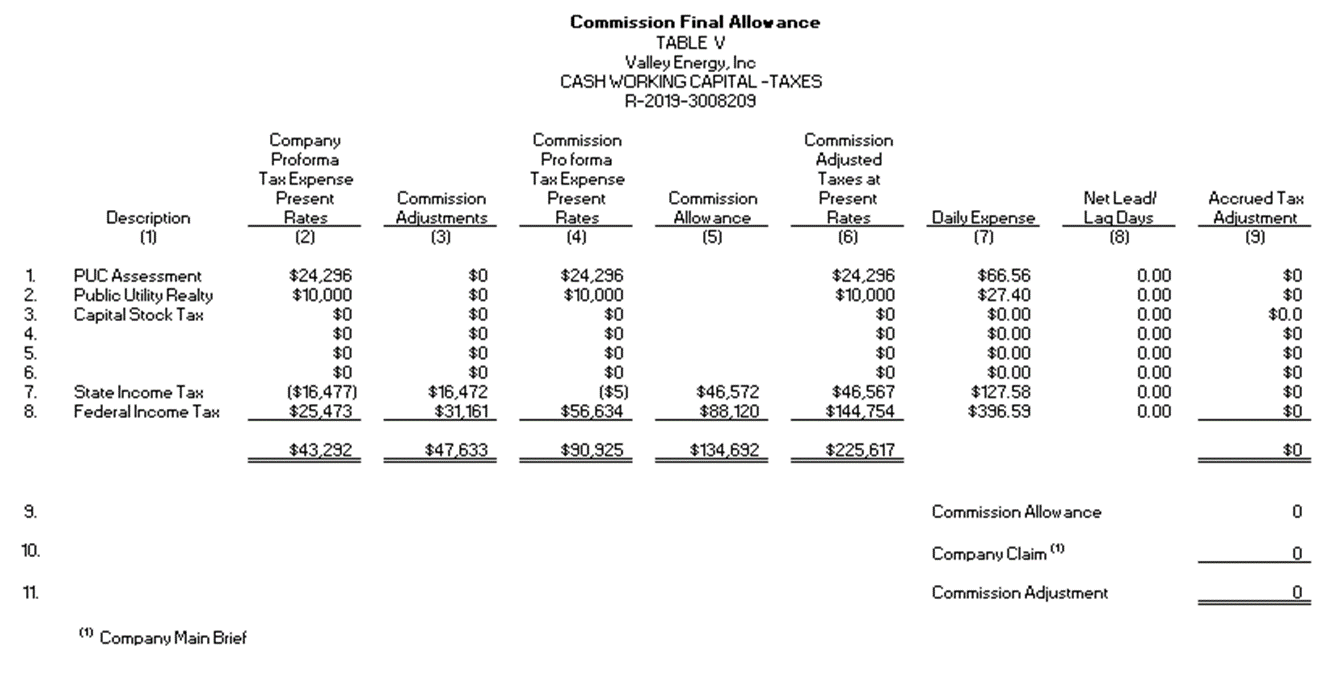 Commission Final Allowance
TABLE V
Valley Energy, Inc
CASH WORKING CAPITAL -TAXES
R-2019-3008209
Company Commission Commission
Proforma Pro forma Adjusted
Tax Expense Tax Expense Taxes at
Present Commission Present Commission Present Net Lead/ Accrued Tax
Description Rates Adjustments Rates Allowance Rates Daily Expense Lag Days Adjustment
(1) (2) (3) (4) (5) (6) (7) (8) (9)
1. PUC Assessment $24,296 $0 $24,296 $24,296 $66.56 0.00 $0
2. Public Utility Realty $10,000 $0 $10,000 $10,000 $27.40 0.00 $0
3. Capital Stock Tax $0 $0 $0 $0 $0.00 0.00 $0.0
4. $0 $0 $0 $0 $0.00 0.00 $0
5. $0 $0 $0 $0 $0.00 0.00 $0
6. $0 $0 $0 $0 $0.00 0.00 $0
7. State Income Tax ($16,477) $16,472 ($5) $46,572 $46,567 $127.58 0.00 $0
8. Federal Income Tax $25,473 $31,161 $56,634 $88,120 $144,754 $396.59 0.00 $0
$43,292 $47,633 $90,925 $134,692 $225,617 $0
9. Commission Allowance 0
10. Company Claim (1) 0
11. Commission Adjustment 0
(1) Company Main Brief